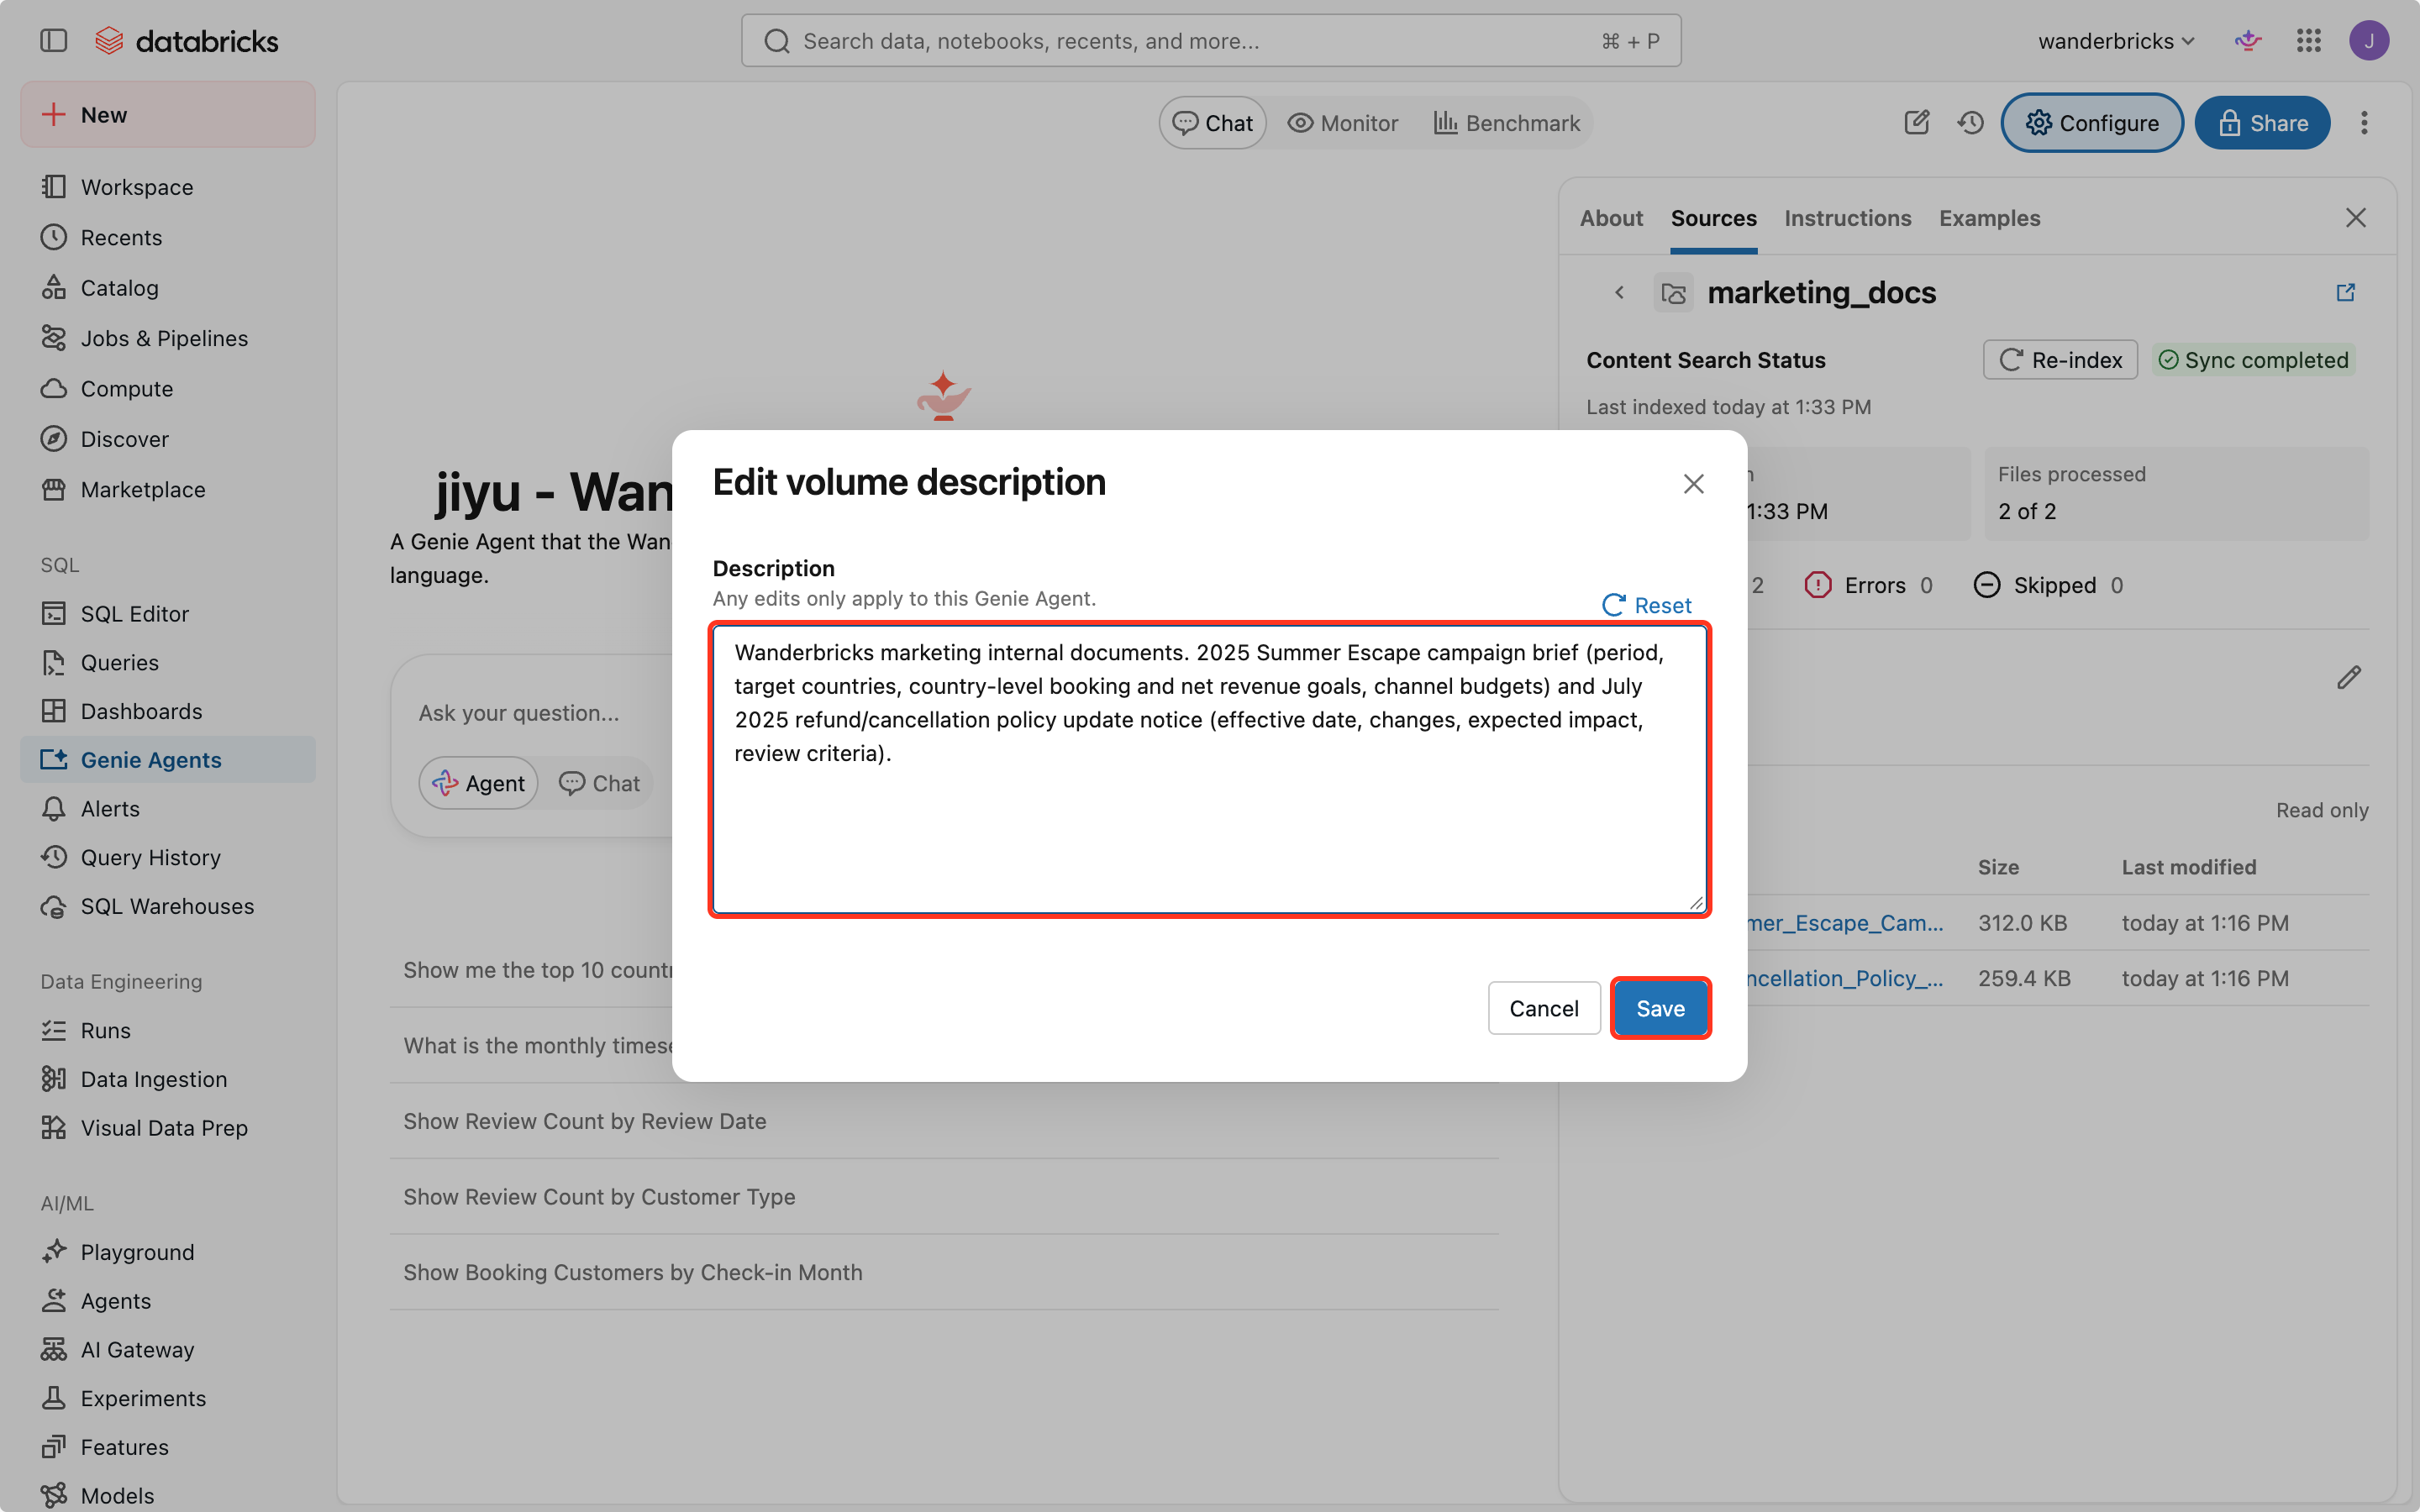 databricks
Search data, notebooks, recents, and more...
⌘ + P
wanderbricks
J
New
Workspace
Recents
Catalog
Jobs & Pipelines
Compute
Discover
Marketplace
SQL
SQL Editor
Queries
Dashboards
Genie Agents
Alerts
Query History
SQL Warehouses
Data Engineering
Runs
Data Ingestion
Visual Data Prep
AI/ML
Playground
Agents
AI Gateway
Experiments
Features
Models
Chat
Monitor
Benchmark
Configure
Share
jiyu - Wan
A Genie Agent that the Wan
language.
Ask your question...
Agent
Chat
Show me the top 10 countr
What is the monthly timese
Show Review Count by Review Date
Show Review Count by Customer Type
Show Booking Customers by Check-in Month
Edit volume description
Description
Any edits only apply to this Genie Agent.
Reset
Wanderbricks marketing internal documents. 2025 Summer Escape campaign brief (period,
target countries, country-level booking and net revenue goals, channel budgets) and July
2025 refund/cancellation policy update notice (effective date, changes, expected impact,
review criteria).
Cancel
Save
About
Sources
Instructions
Examples
marketing_docs
Content Search Status
Re-index
Sync completed
Last indexed today at 1:33 PM
1:33 PM
Files processed
2 of 2
2
Errors 0
Skipped 0
Read only
Size
Last modified
mer_Escape_Cam...
312.0 KB
today at 1:16 PM
ncellation_Policy_...
259.4 KB
today at 1:16 PM